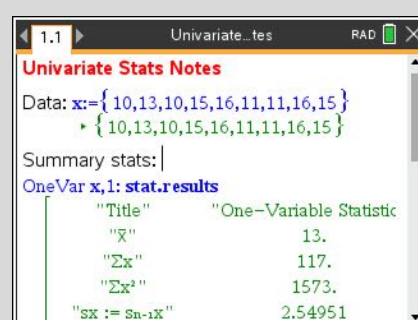 1.1 Univariate…tes RAD
Univariate Stats Notes
Data: x:={10,13,10,15,16,11,11,16,15}
▸ {10,13,10,15,16,11,11,16,15}
Summary stats:
OneVar x,1: stat.results
"Title" "One−Variable Statistic
"x̄" 13.
"Σx" 117.
"Σx²" 1573.
"sx := sₙ₋₁x" 2.54951